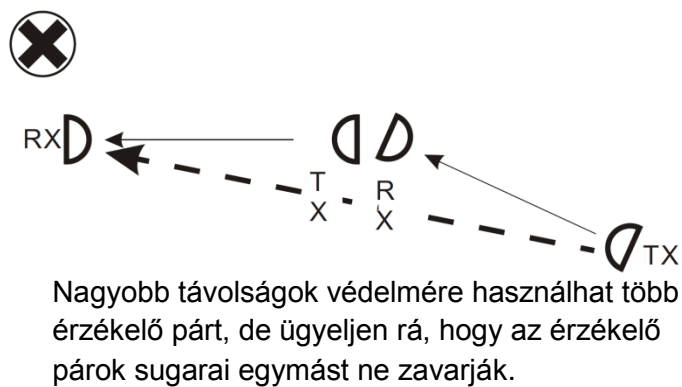 RX
T
X
R
X
TX
Nagyobb távolságok védelmére használhat több
érzékelő párt, de ügyeljen rá, hogy az érzékelő
párok sugarai egymást ne zavarják.